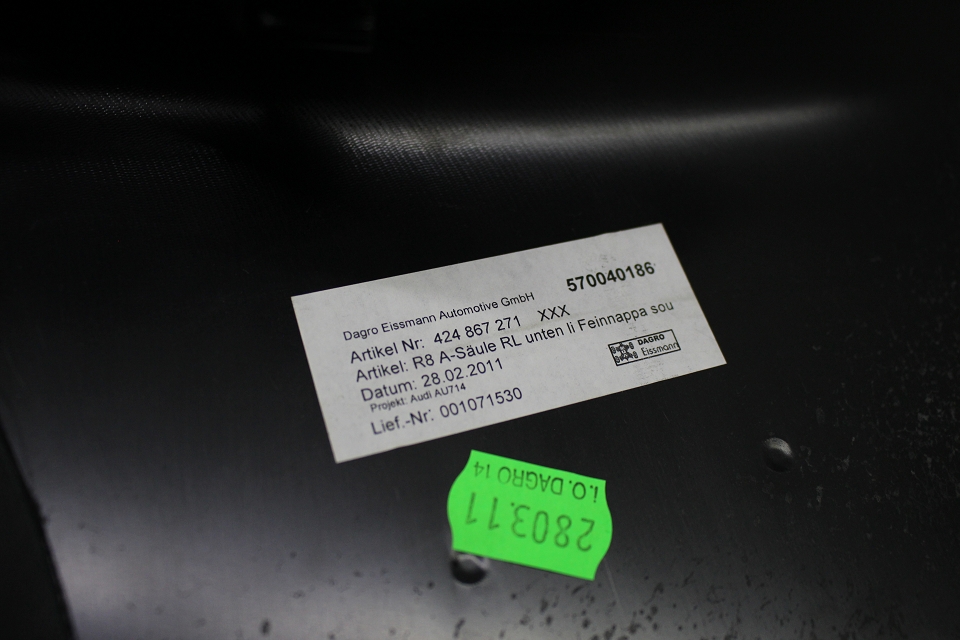 Dagro Eissmann Automotive GmbH
570040186
Artikel Nr: 424 867 271 XXX
Artikel: R8 A-Säule RL unten li Feinnappa sou
Datum: 28.02.2011
Projekt: Audi AU714
Lief.-Nr: 001071530
DAGRO
Eissmann
2803.11
i.O. DAGRO 14